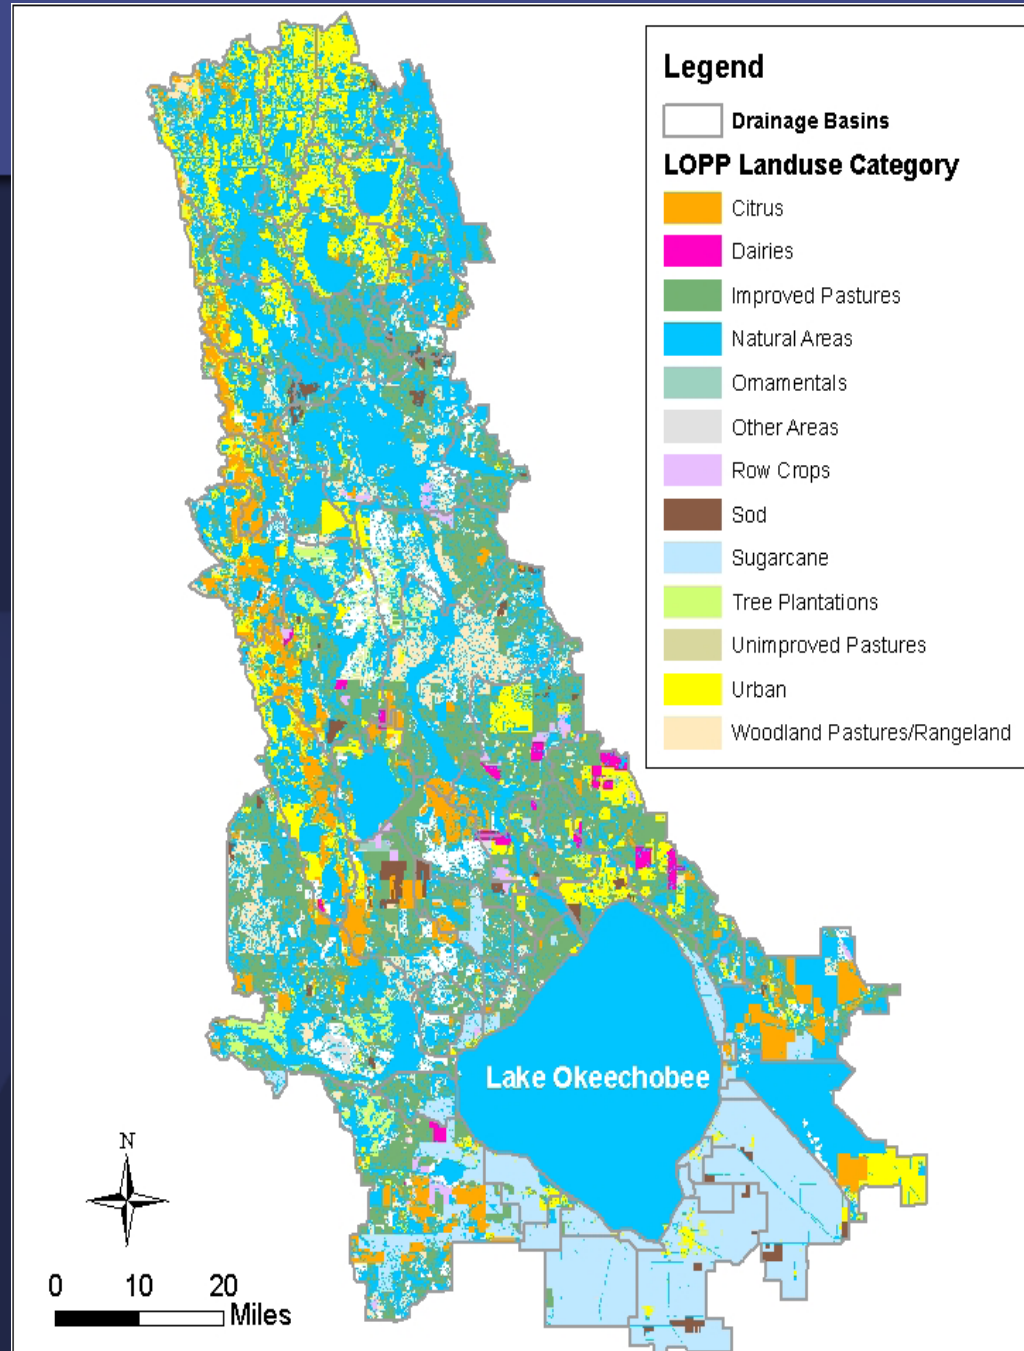 Legend
Drainage Basins
LOPP Landuse Category
Citrus
Dairies
Improved Pastures
Natural Areas
Ornamentals
Other Areas
Row Crops
Sod
Sugarcane
Tree Plantations
Unimproved Pastures
Urban
Woodland Pastures/Rangeland
Lake Okeechobee
N
0 10 20
Miles